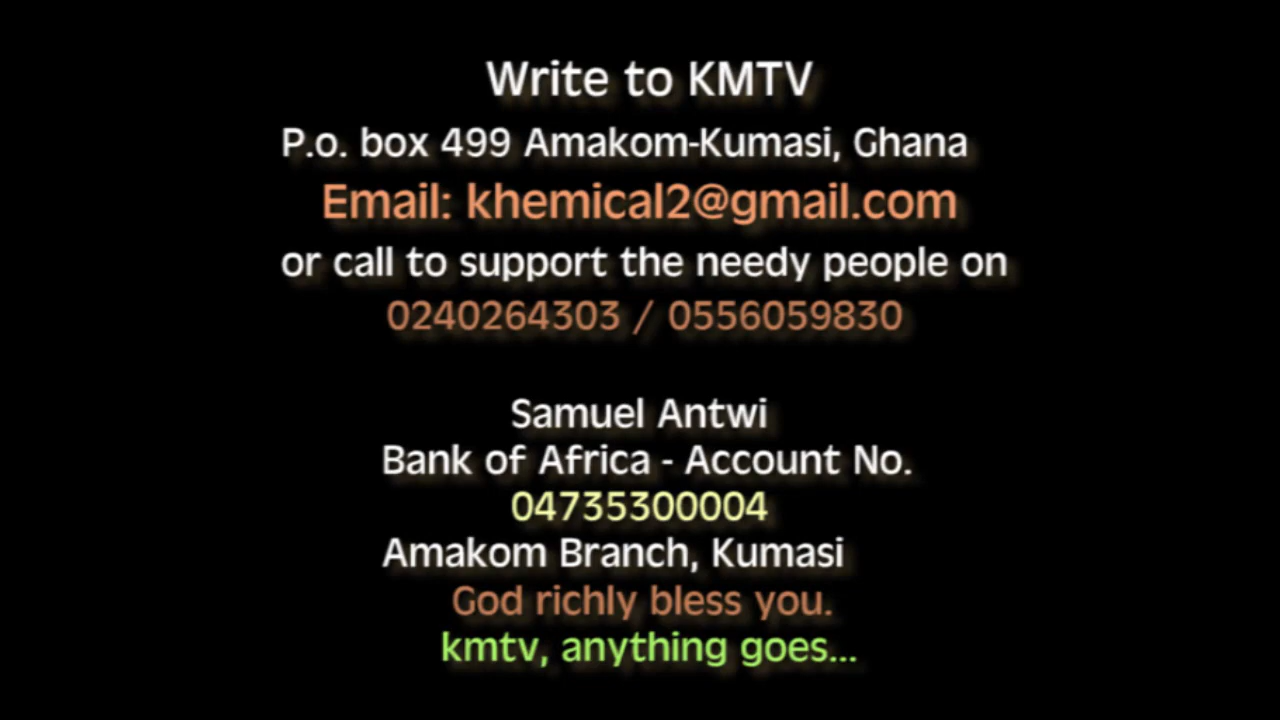 Write to KMTV
P.o. box 499 Amakom-Kumasi, Ghana
Email: khemical2@gmail.com
or call to support the needy people on
0240264303 / 0556059830
Samuel Antwi
Bank of Africa - Account No.
04735300004
Amakom Branch, Kumasi
God richly bless you.
kmtv, anything goes...